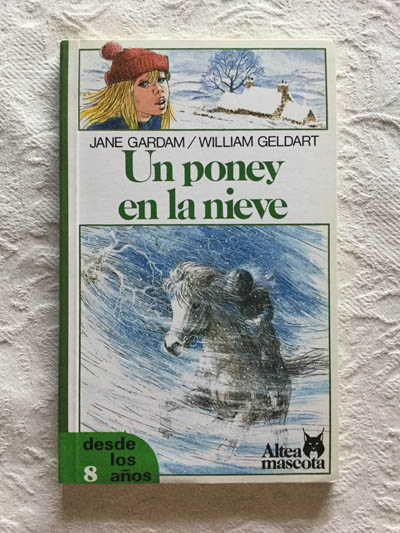 JANE GARDAM/WILLIAM GELDART
Un poney
en la nieve
desde
los
8 años
Altea
mascota